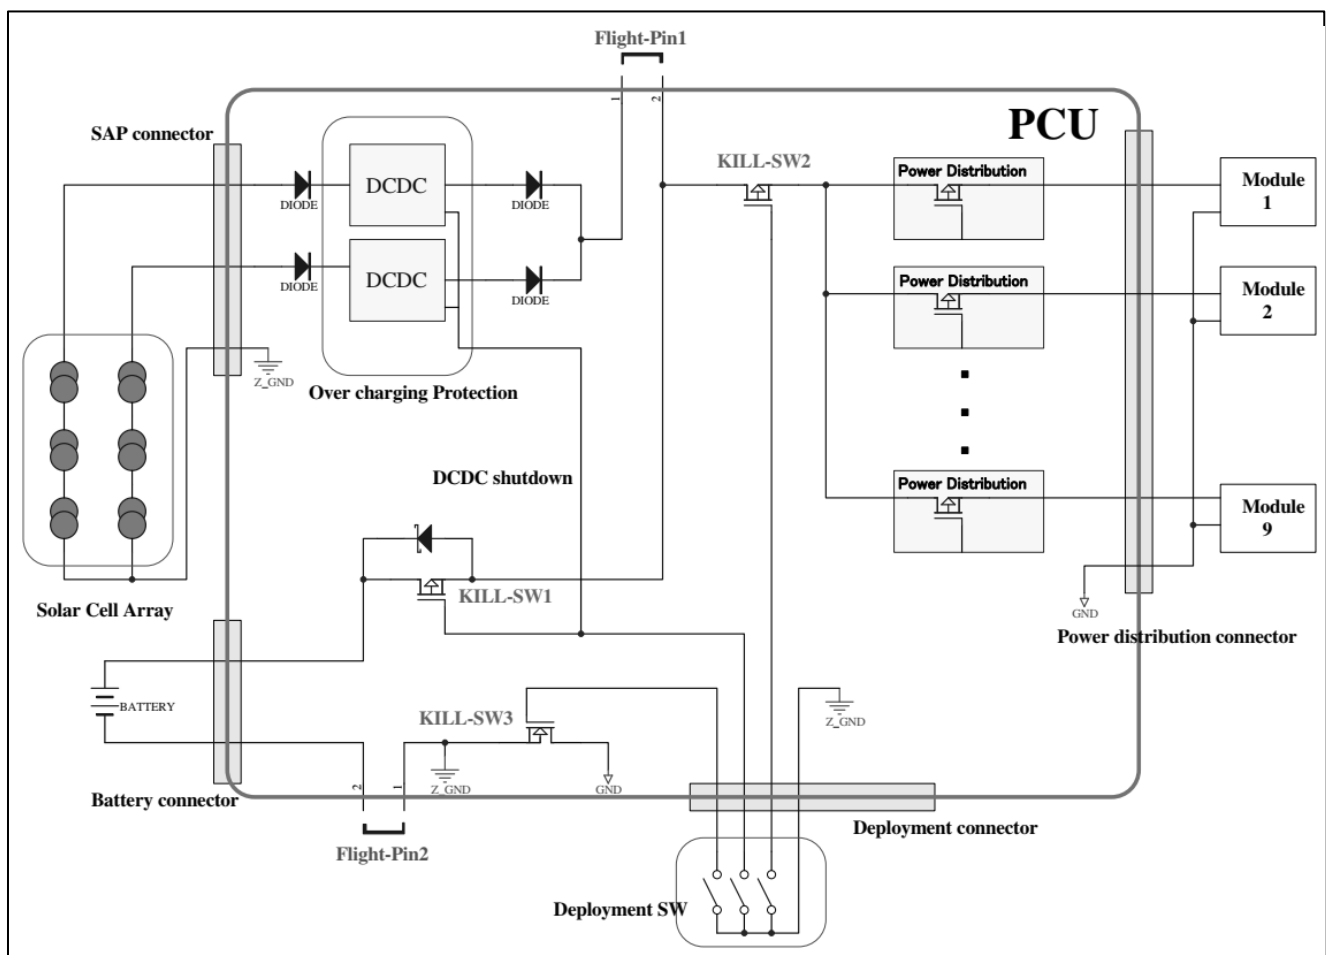 Flight-Pin1
1
2
PCU
SAP connector
KILL-SW2
DCDC
DIODE
DIODE
Power Distribution
Module
1
DCDC
DIODE
DIODE
Power Distribution
Module
2
Z_GND
Over charging Protection
DCDC shutdown
Power Distribution
Module
9
KILL-SW1
Solar Cell Array
GND
Power distribution connector
BATTERY
KILL-SW3
Z_GND
Z_GND
GND
Battery connector
2
1
Deployment connector
Flight-Pin2
Deployment SW